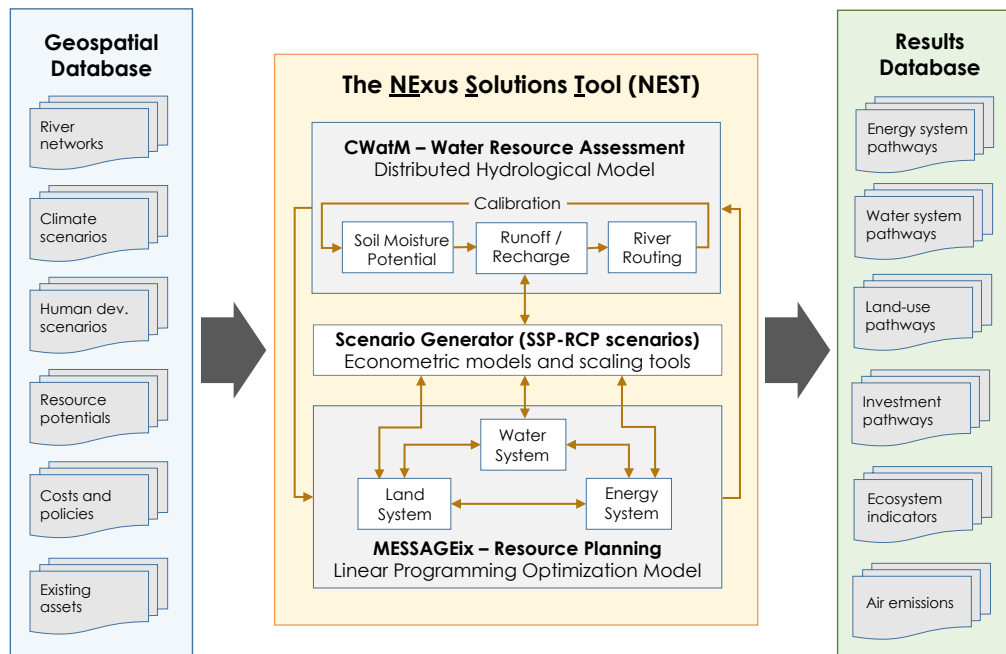 Geospatial
Database
River
networks
Climate
scenarios
Human dev.
scenarios
Resource
potentials
Costs and
policies
Existing
assets
The NExus Solutions Tool (NEST)
CWatM – Water Resource Assessment
Distributed Hydrological Model
Calibration
Soil Moisture
Potential
Runoff /
Recharge
River
Routing
Scenario Generator (SSP-RCP scenarios)
Econometric models and scaling tools
Water
System
Land
System
Energy
System
MESSAGEix – Resource Planning
Linear Programming Optimization Model
Results
Database
Energy system
pathways
Water system
pathways
Land-use
pathways
Investment
pathways
Ecosystem
indicators
Air emissions